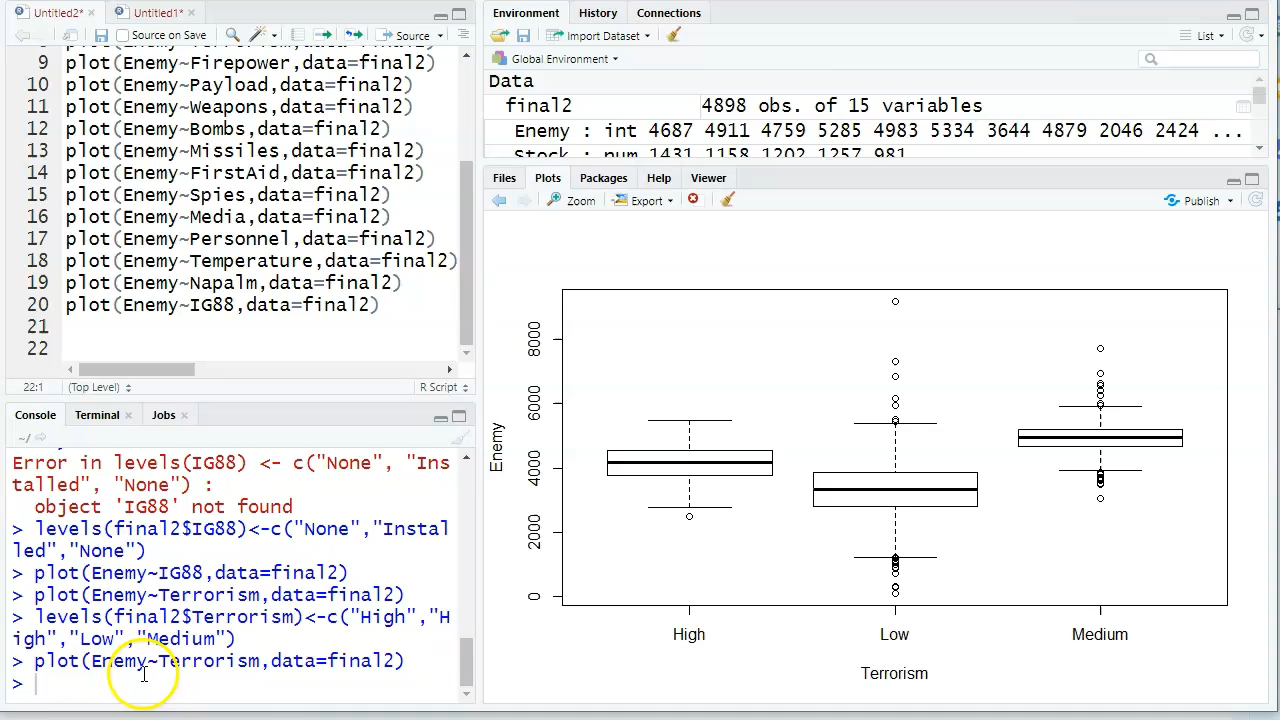 Untitled2*
Untitled1*
Source on Save
Source
9 plot(Enemy~Firepower,data=final2)
10 plot(Enemy~Payload,data=final2)
11 plot(Enemy~Weapons,data=final2)
12 plot(Enemy~Bombs,data=final2)
13 plot(Enemy~Missiles,data=final2)
14 plot(Enemy~FirstAid,data=final2)
15 plot(Enemy~Spies,data=final2)
16 plot(Enemy~Media,data=final2)
17 plot(Enemy~Personnel,data=final2)
18 plot(Enemy~Temperature,data=final2)
19 plot(Enemy~Napalm,data=final2)
20 plot(Enemy~IG88,data=final2)
21
22
22:1 (Top Level) R Script
Console Terminal Jobs
~/
Error in levels(IG88) <- c("None", "Ins
talled", "None") :
object 'IG88' not found
> levels(final2$IG88)<-c("None","Instal
led","None")
> plot(Enemy~IG88,data=final2)
> plot(Enemy~Terrorism,data=final2)
> levels(final2$Terrorism)<-c("High","H
igh","Low","Medium")
> plot(Enemy~Terrorism,data=final2)
>
Environment History Connections
Import Dataset List
Global Environment
Data
final2 4898 obs. of 15 variables
Enemy : int 4687 4911 4759 5285 4983 5334 3644 4879 2046 2424 ...
Stock : num 1431 1158 1202 1257 981
Files Plots Packages Help Viewer
Zoom Export Publish
Enemy
8000
6000
4000
2000
0
High Low Medium
Terrorism